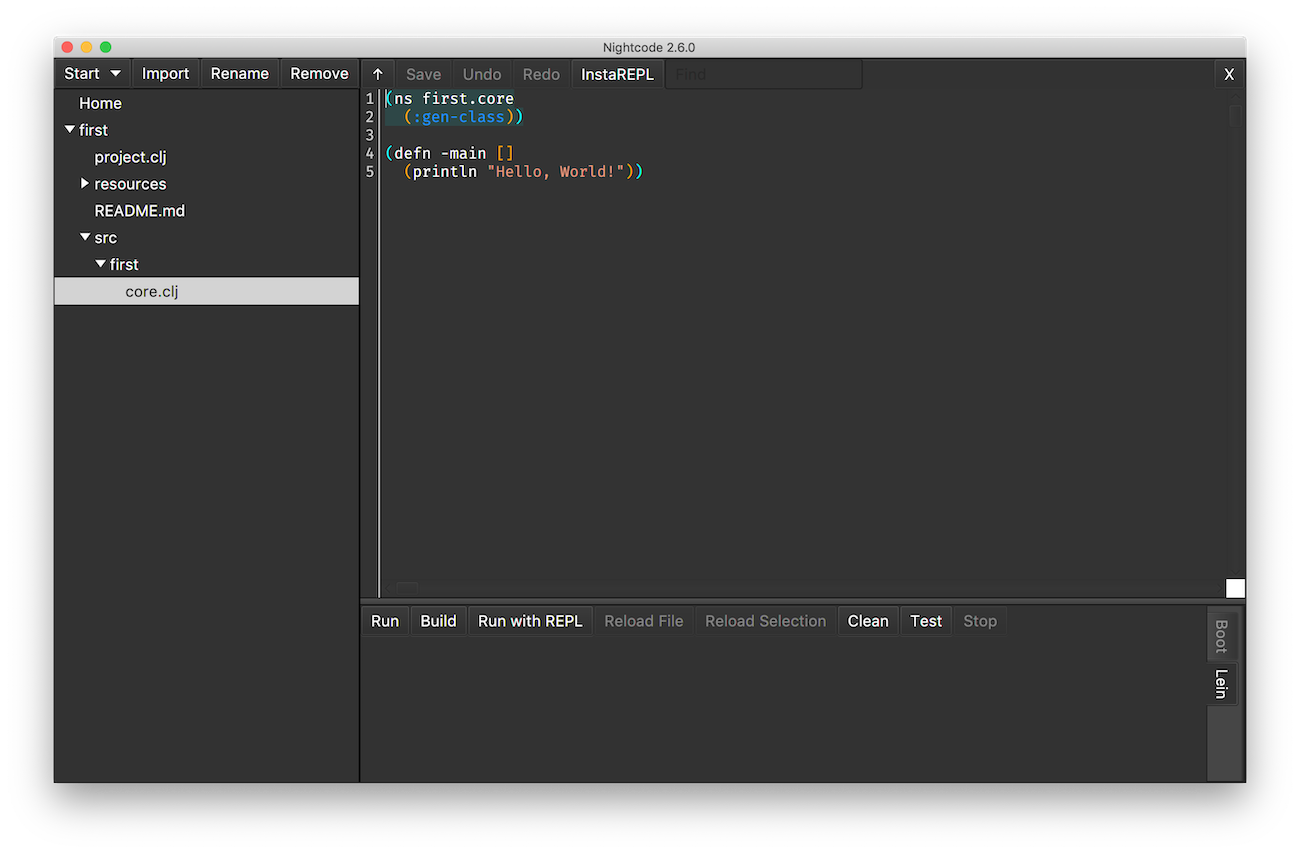 Nightcode 2.6.0
Start Import Rename Remove
↑ Save Undo Redo InstaREPL Find X
Home
first
project.clj
resources
README.md
src
first
core.clj
1 (ns first.core
2   (:gen-class))
3
4 (defn -main []
5   (println "Hello, World!"))
Run Build Run with REPL Reload File Reload Selection Clean Test Stop
Boot
Lein